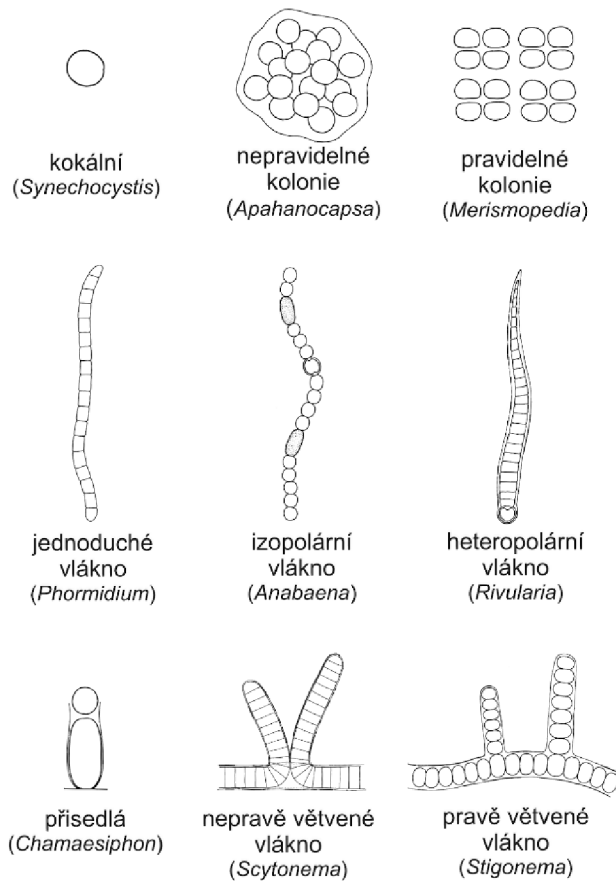 kokální
(Synechocystis)
nepravidelné
kolonie
(Apahanocapsa)
pravidelné
kolonie
(Merismopedia)
jednoduché
vlákno
(Phormidium)
izopolární
vlákno
(Anabaena)
heteropolární
vlákno
(Rivularia)
přisedlá
(Chamaesiphon)
nepravě větvené
vlákno
(Scytonema)
pravě větvené
vlákno
(Stigonema)